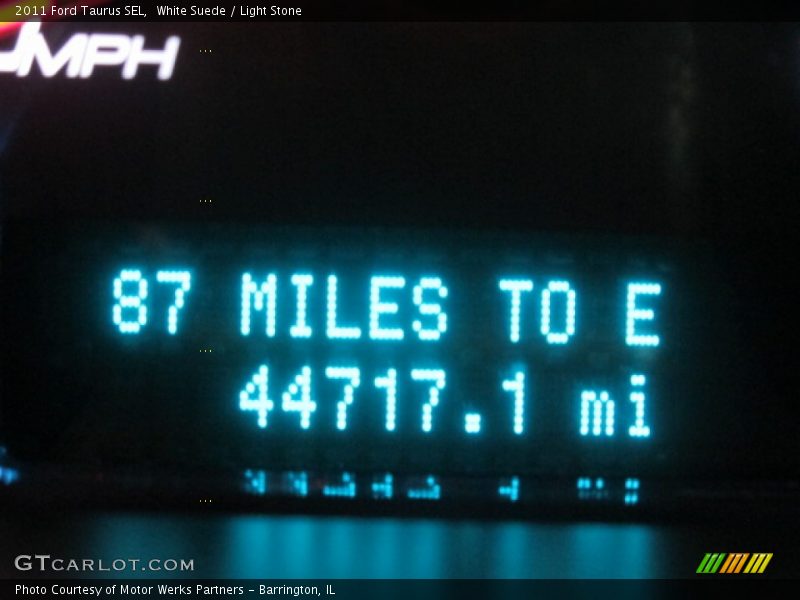 2011 Ford Taurus SEL,  White Suede / Light Stone
MPH
87 MILES TO E
44717.1 mi
GTCARLOT.COM
Photo Courtesy of Motor Werks Partners - Barrington, IL